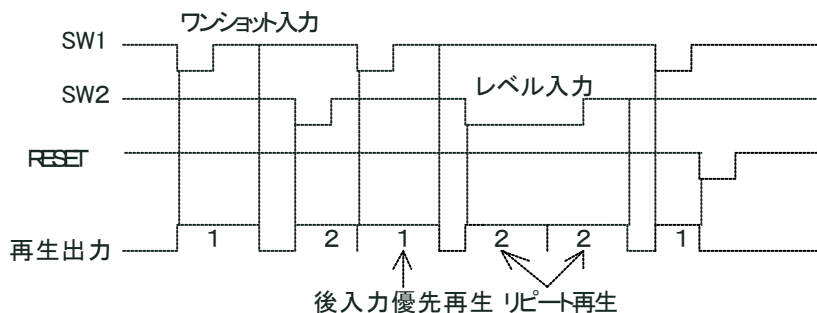 ワンショット入力
SW1
SW2
レベル入力
RESET
再生出力
1 2 1 2 2 1
後入力優先再生 リピート再生